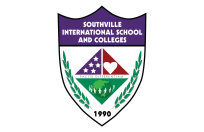 SOUTHVILLE
INTERNATIONAL SCHOOL
AND COLLEGES
1990